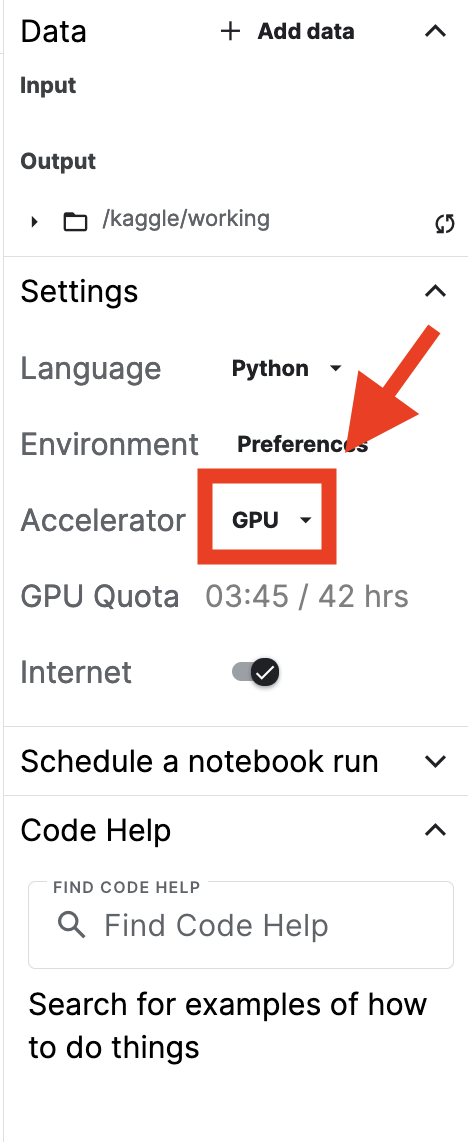 Data + Add data
Input
Output
/kaggle/working
Settings
Language Python
Environment Preferences
Accelerator GPU
GPU Quota 03:45 / 42 hrs
Internet
Schedule a notebook run
Code Help
FIND CODE HELP
Find Code Help
Search for examples of how
to do things